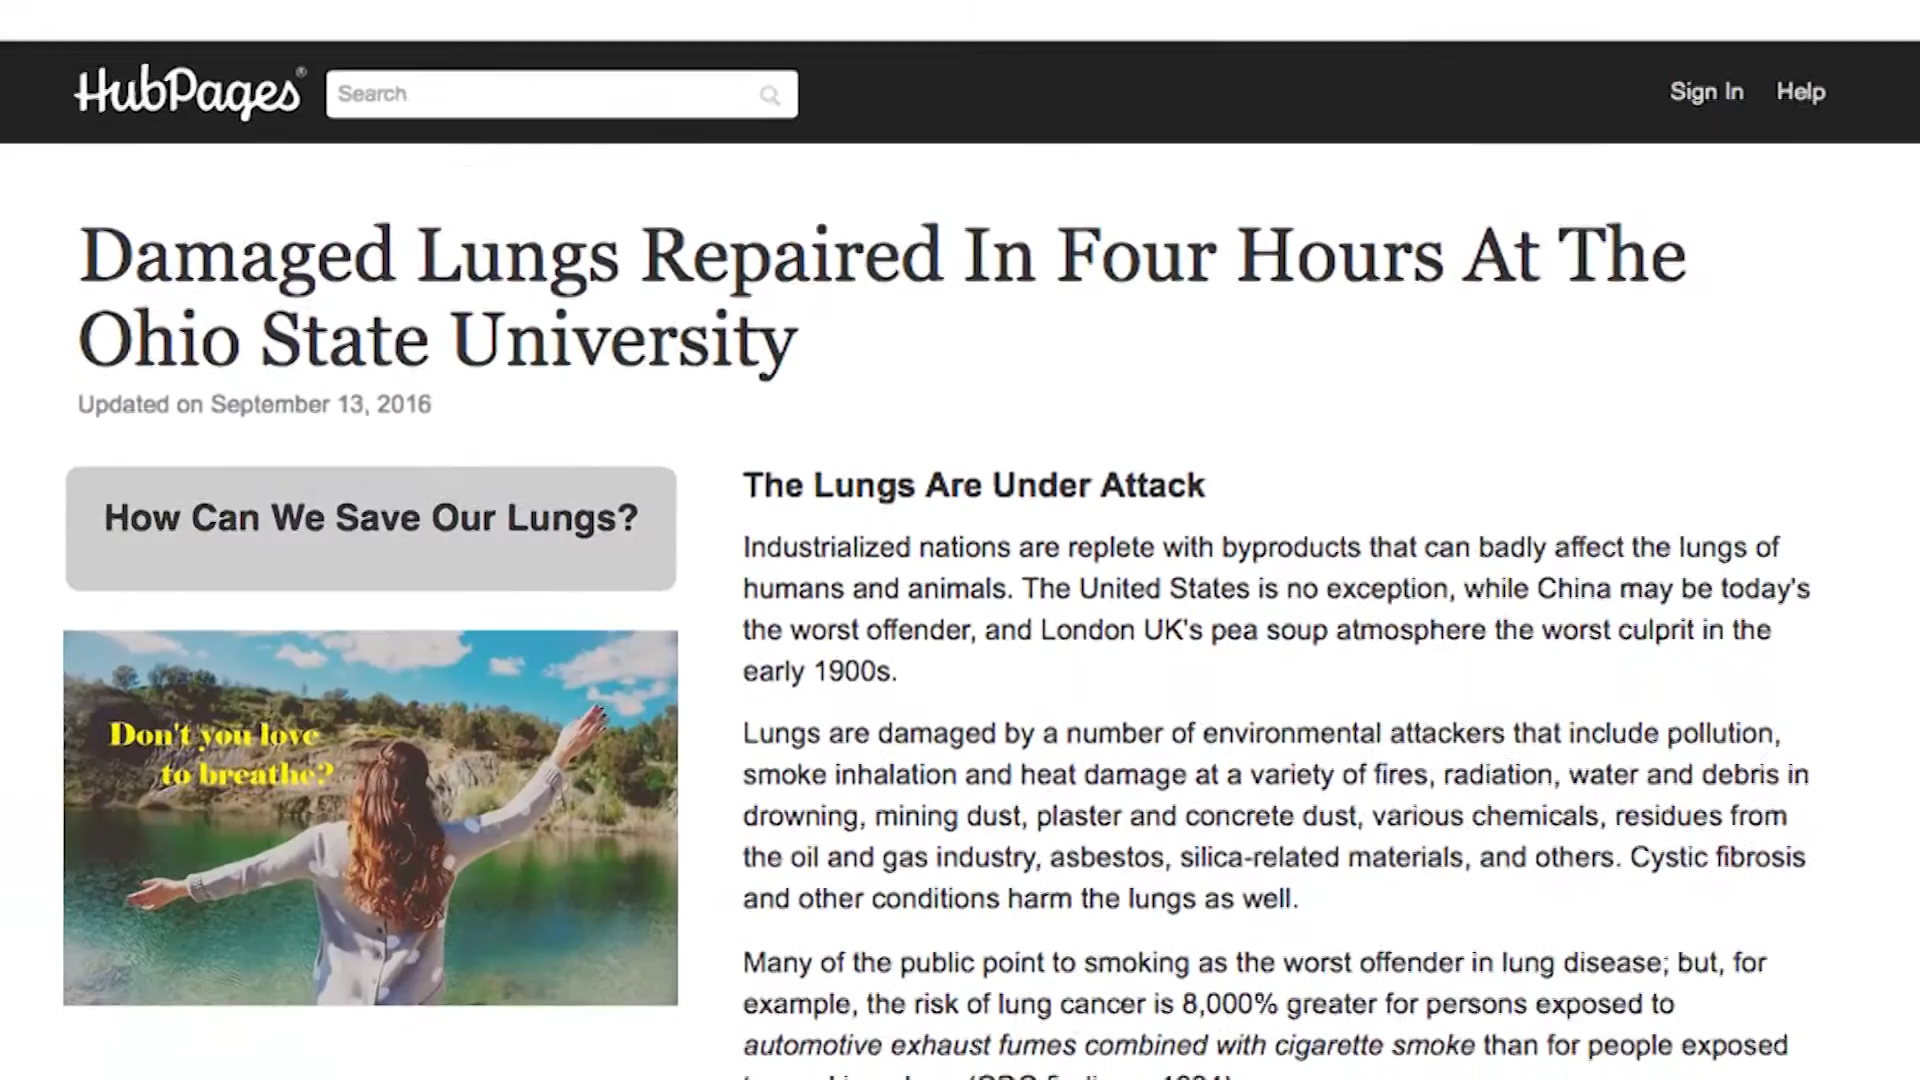 HubPages®
Search
Sign In
Help
Damaged Lungs Repaired In Four Hours At The
Ohio State University
Updated on September 13, 2016
How Can We Save Our Lungs?
Don't you love
to breathe?
The Lungs Are Under Attack
Industrialized nations are replete with byproducts that can badly affect the lungs of
humans and animals. The United States is no exception, while China may be today's
the worst offender, and London UK's pea soup atmosphere the worst culprit in the
early 1900s.
Lungs are damaged by a number of environmental attackers that include pollution,
smoke inhalation and heat damage at a variety of fires, radiation, water and debris in
drowning, mining dust, plaster and concrete dust, various chemicals, residues from
the oil and gas industry, asbestos, silica-related materials, and others. Cystic fibrosis
and other conditions harm the lungs as well.
Many of the public point to smoking as the worst offender in lung disease; but, for
example, the risk of lung cancer is 8,000% greater for persons exposed to
automotive exhaust fumes combined with cigarette smoke than for people exposed